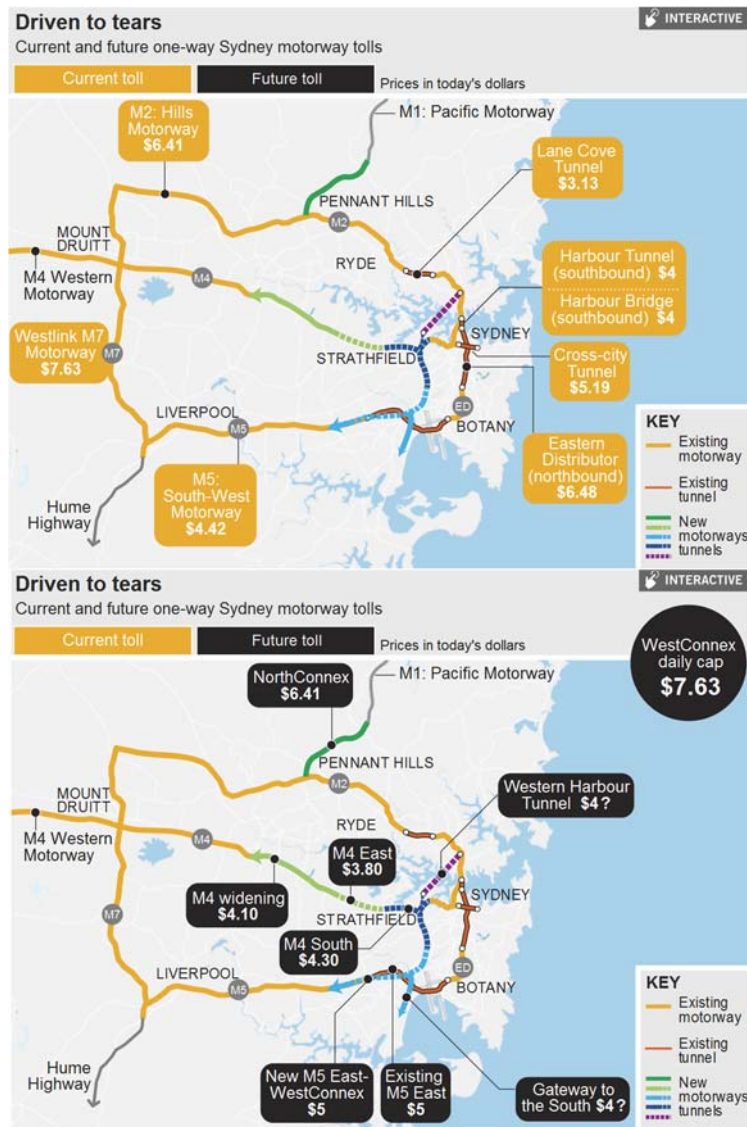 Driven to tears
INTERACTIVE
Current and future one-way Sydney motorway tolls
Current toll
Future toll
Prices in today's dollars
M2: Hills
Motorway
$6.41
M1: Pacific Motorway
Lane Cove
Tunnel
$3.13
PENNANT HILLS
M2
MOUNT
DRUITT
RYDE
M4 Western
Motorway
M4
Harbour Tunnel
(southbound) $4
Harbour Bridge
(southbound) $4
SYDNEY
Westlink M7
Motorway
$7.63
M7
STRATHFIELD
Cross-city
Tunnel
$5.19
LIVERPOOL
M5
ED
BOTANY
M5:
South-West
Motorway
$4.42
Eastern
Distributor
(northbound)
$6.48
Hume
Highway
KEY
Existing
motorway
Existing
tunnel
New
motorways
tunnels
Driven to tears
INTERACTIVE
Current and future one-way Sydney motorway tolls
Current toll
Future toll
Prices in today's dollars
WestConnex
daily cap
$7.63
NorthConnex
$6.41
M1: Pacific Motorway
PENNANT HILLS
M2
MOUNT
DRUITT
Western Harbour
Tunnel $4?
RYDE
M4 Western
Motorway
M4
M4 East
$3.80
M4 widening
$4.10
SYDNEY
STRATHFIELD
M7
M4 South
$4.30
LIVERPOOL
M5
ED
BOTANY
Hume
Highway
New M5 East-
WestConnex
$5
Existing
M5 East
$5
Gateway to
the South $4?
KEY
Existing
motorway
Existing
tunnel
New
motorways
tunnels